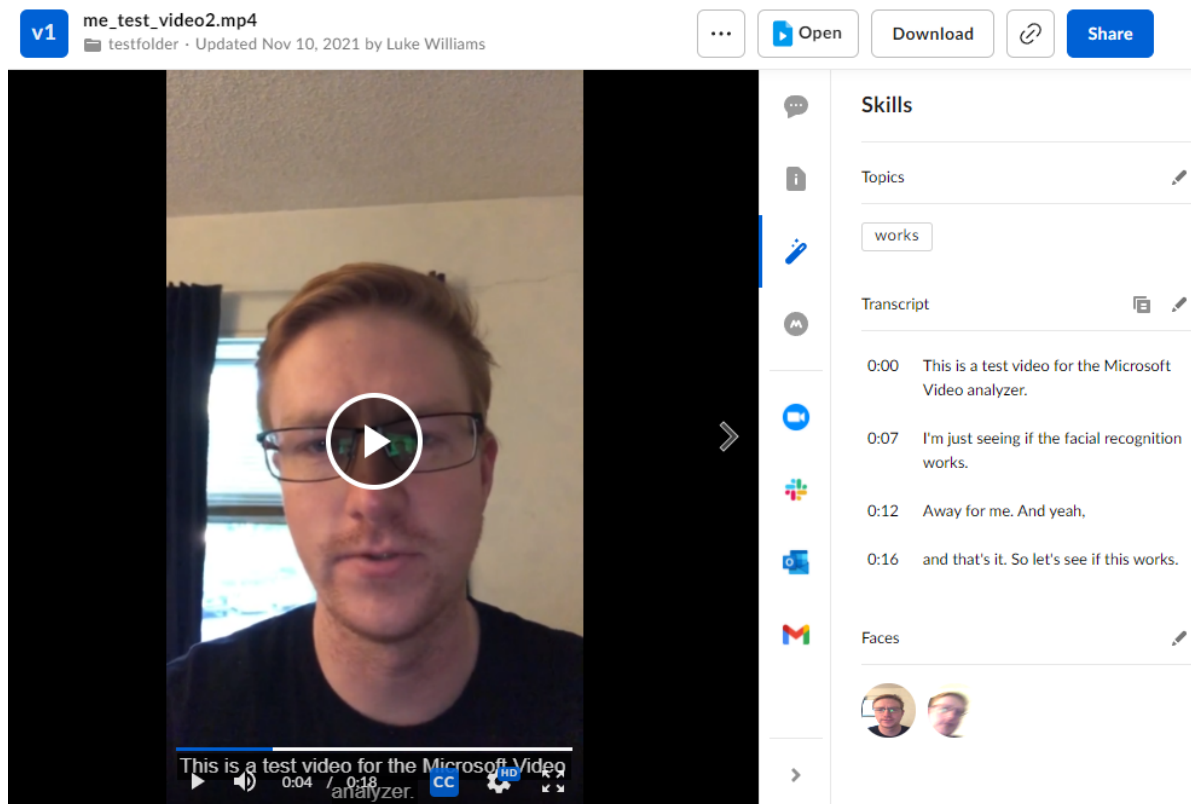 v1
me_test_video2.mp4
testfolder · Updated Nov 10, 2021 by Luke Williams
...
Open
Download
Share
Skills
Topics
works
Transcript
0:00 This is a test video for the Microsoft
Video analyzer.
0:07 I'm just seeing if the facial recognition
works.
0:12 Away for me. And yeah,
0:16 and that's it. So let's see if this works.
Faces
This is a test video for the Microsoft Video
analyzer.
0:04 / 0:18
CC
HD